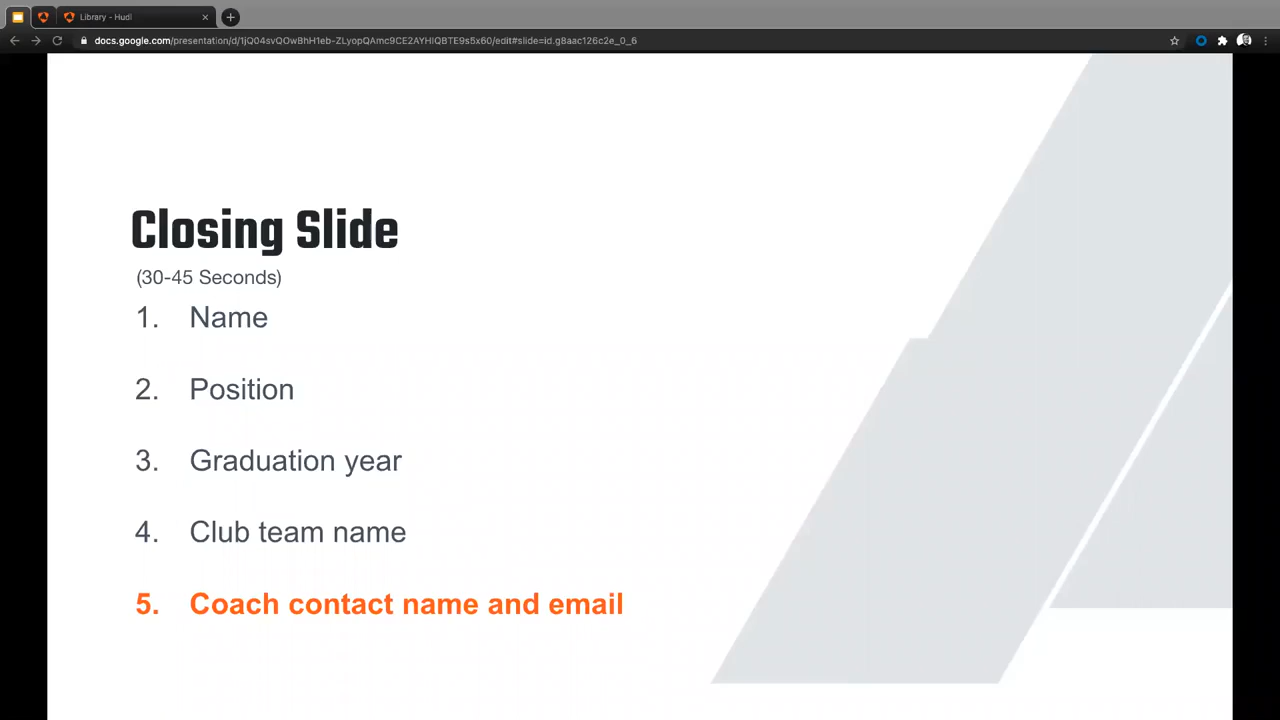 Library - Hudl
docs.google.com/presentation/d/1jQ04svQOwBhH1eb-ZLyopQAmc9CE2AYHIQBTE9s5x60/edit#slide=id.g8aac126c2e_0_6
Closing Slide
(30-45 Seconds)
1. Name
2. Position
3. Graduation year
4. Club team name
5. Coach contact name and email